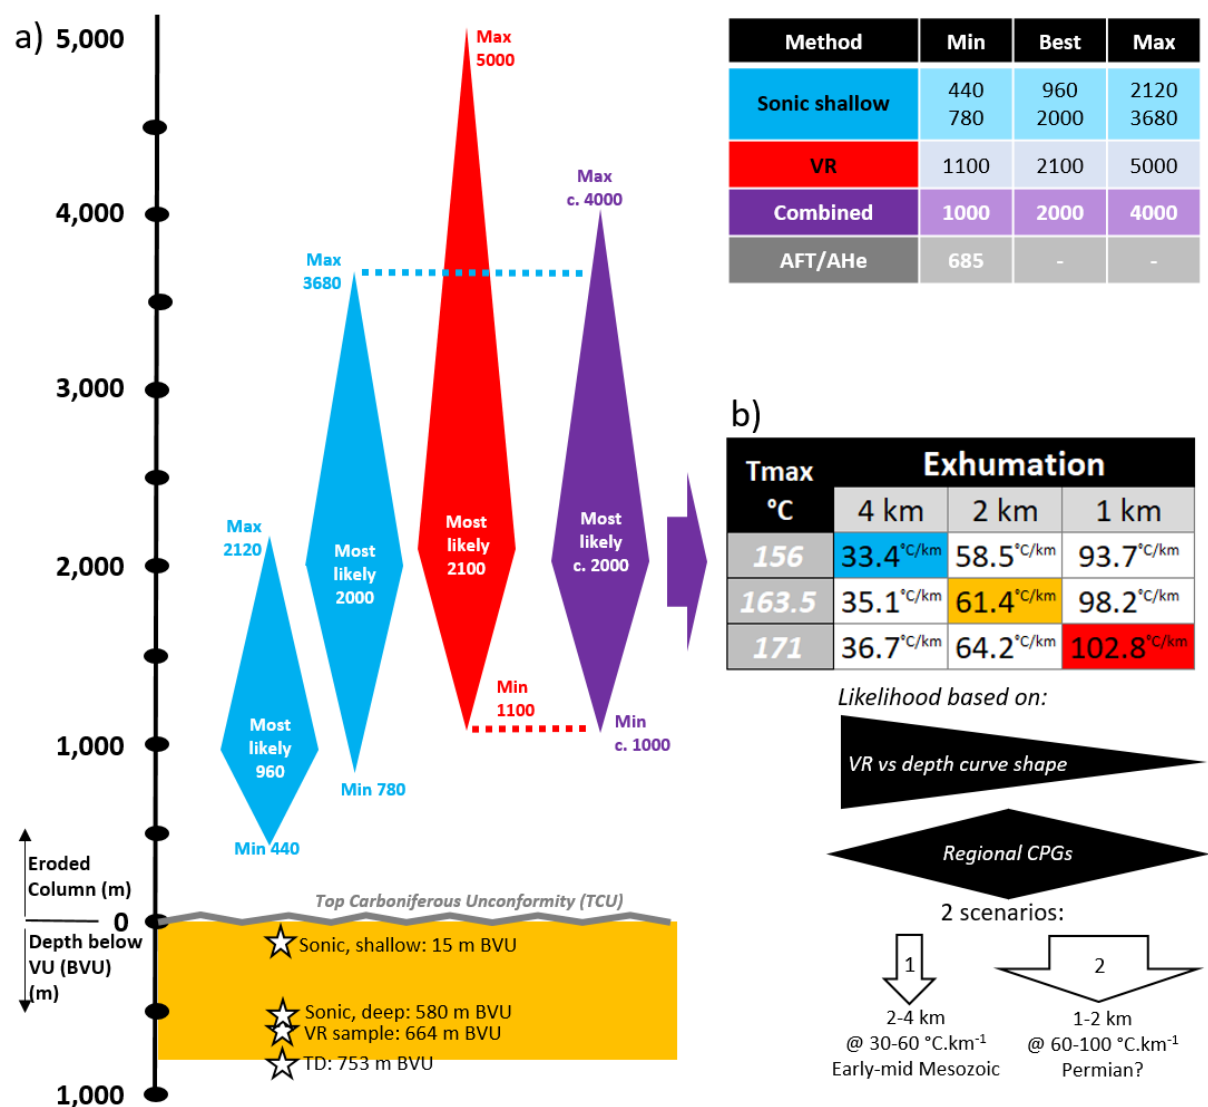 a)
5,000
4,000
3,000
2,000
1,000
0
1,000
Eroded
Column (m)
Depth below
VU (BVU)
(m)
Max
2120
Most
likely
960
Min 440
Max
3680
Most
likely
2000
Min 780
Max
5000
Most
likely
2100
Min
1100
Max
c. 4000
Most
likely
c. 2000
Min
c. 1000
Top Carboniferous Unconformity (TCU)
Sonic, shallow: 15 m BVU
Sonic, deep: 580 m BVU
VR sample: 664 m BVU
TD: 753 m BVU
Method Min Best Max
Sonic shallow 440 960 2120
780 2000 3680
VR 1100 2100 5000
Combined 1000 2000 4000
AFT/AHe 685 - -
b)
Tmax °C Exhumation
4 km 2 km 1 km
156 33.4°C/km 58.5°C/km 93.7°C/km
163.5 35.1°C/km 61.4°C/km 98.2°C/km
171 36.7°C/km 64.2°C/km 102.8°C/km
Likelihood based on:
VR vs depth curve shape
Regional CPGs
2 scenarios:
1
2-4 km
@ 30-60 °C.km-1
Early-mid Mesozoic
2
1-2 km
@ 60-100 °C.km-1
Permian?